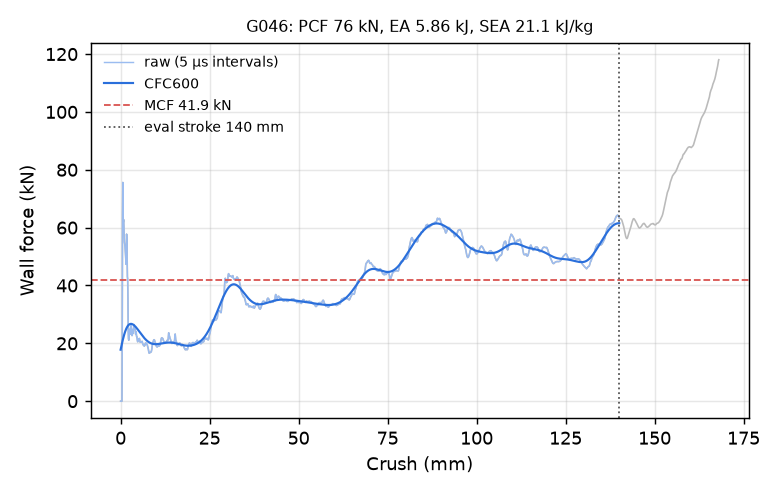 G046: PCF 76 kN, EA 5.86 kJ, SEA 21.1 kJ/kg
raw (5 µs intervals)
CFC600
MCF 41.9 kN
eval stroke 140 mm
Wall force (kN)
120
100
80
60
40
20
0
0 25 50 75 100 125 150 175
Crush (mm)